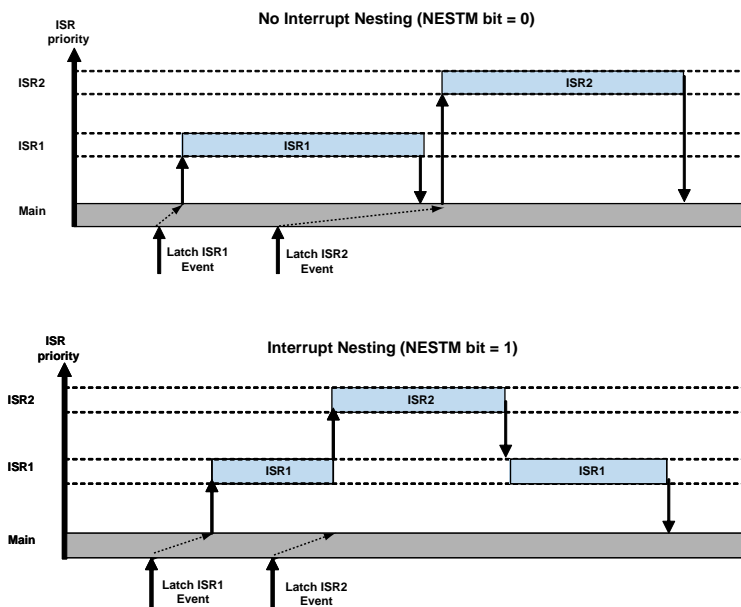 No Interrupt Nesting (NESTM bit = 0)
ISR
priority
ISR2
ISR2
ISR1
ISR1
Main
Latch ISR1
Event
Latch ISR2
Event
Interrupt Nesting (NESTM bit = 1)
ISR
priority
ISR2
ISR2
ISR1
ISR1
ISR1
Main
Latch ISR1
Event
Latch ISR2
Event